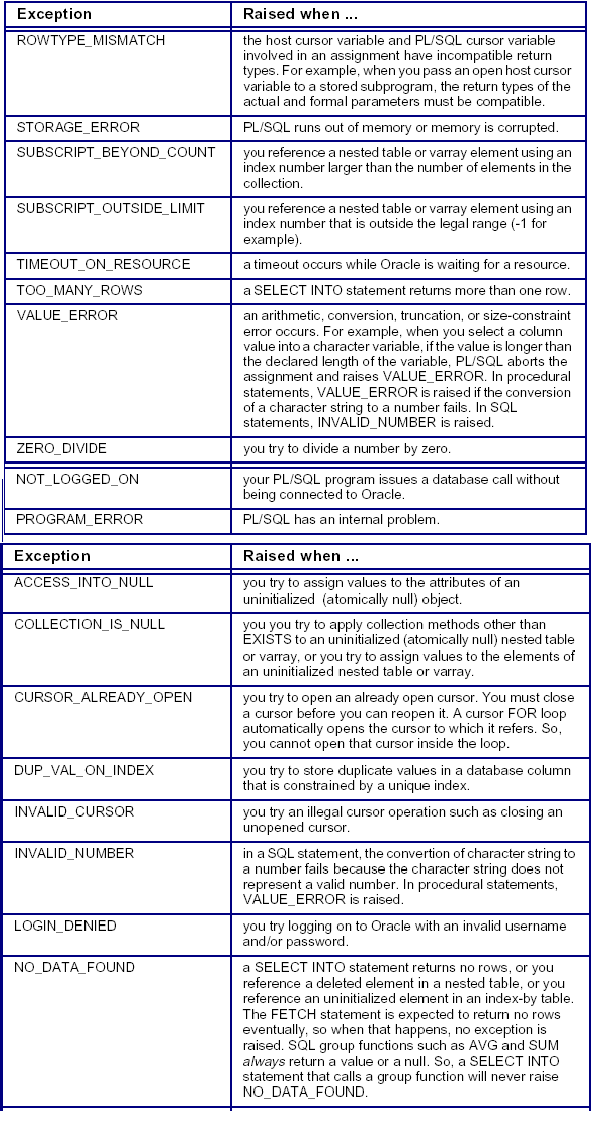 Exception Raised when ...
ROWTYPE_MISMATCH the host cursor variable and PL/SQL cursor variable
involved in an assignment have incompatible return
types. For example, when you pass an open host cursor
variable to a stored subprogram, the return types of the
actual and formal parameters must be compatible.
STORAGE_ERROR PL/SQL runs out of memory or memory is corrupted.
SUBSCRIPT_BEYOND_COUNT you reference a nested table or varray element using an
index number larger than the number of elements in the
collection.
SUBSCRIPT_OUTSIDE_LIMIT you reference a nested table or varray element using an
index number that is outside the legal range (-1 for
example).
TIMEOUT_ON_RESOURCE a timeout occurs while Oracle is waiting for a resource.
TOO_MANY_ROWS a SELECT INTO statement returns more than one row.
VALUE_ERROR an arithmetic, conversion, truncation, or size-constraint
error occurs. For example, when you select a column
value into a character variable, if the value is longer than
the declared length of the variable, PL/SQL aborts the
assignment and raises VALUE_ERROR. In procedural
statements, VALUE_ERROR is raised if the conversion
of a character string to a number fails. In SQL
statements, INVALID_NUMBER is raised.
ZERO_DIVIDE you try to divide a number by zero.
NOT_LOGGED_ON your PL/SQL program issues a database call without
being connected to Oracle.
PROGRAM_ERROR PL/SQL has an internal problem.
Exception Raised when ...
ACCESS_INTO_NULL you try to assign values to the attributes of an
uninitialized (atomically null) object.
COLLECTION_IS_NULL you you try to apply collection methods other than
EXISTS to an uninitialized (atomically null) nested table
or varray, or you try to assign values to the elements of
an uninitialized nested table or varray.
CURSOR_ALREADY_OPEN you try to open an already open cursor. You must close
a cursor before you can reopen it. A cursor FOR loop
automatically opens the cursor to which it refers. So,
you cannot open that cursor inside the loop.
DUP_VAL_ON_INDEX you try to store duplicate values in a database column
that is constrained by a unique index.
INVALID_CURSOR you try an illegal cursor operation such as closing an
unopened cursor.
INVALID_NUMBER in a SQL statement, the convertion of character string to
a number fails because the character string does not
represent a valid number. In procedural statements,
VALUE_ERROR is raised.
LOGIN_DENIED you try logging on to Oracle with an invalid username
and/or password.
NO_DATA_FOUND a SELECT INTO statement returns no rows, or you
reference a deleted element in a nested table, or you
reference an uninitialized element in an index-by table.
The FETCH statement is expected to return no rows
eventually, so when that happens, no exception is
raised. SQL group functions such as AVG and SUM
always return a value or a null. So, a SELECT INTO
statement that calls a group function will never raise
NO_DATA_FOUND.